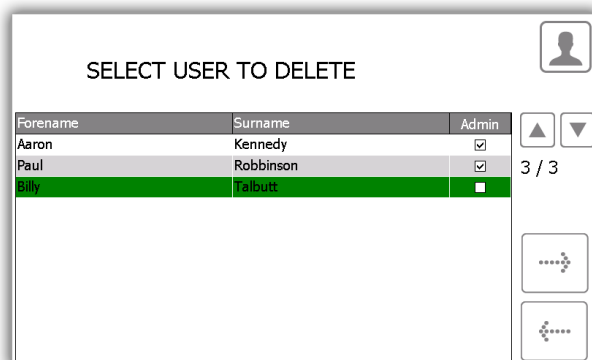 SELECT USER TO DELETE
Forename Surname Admin
Aaron Kennedy
Paul Robbinson
3 / 3
Billy Talbutt